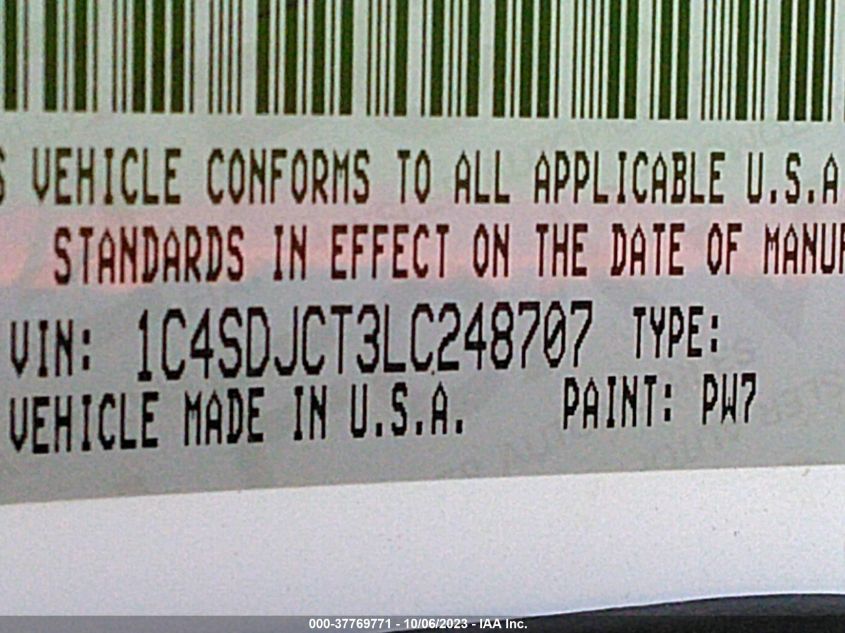 S VEHICLE CONFORMS TO ALL APPLICABLE U.S.A
STANDARDS IN EFFECT ON THE DATE OF MANUF
VIN: 1C4SDJCT3LC248707 TYPE:
VEHICLE MADE IN U.S.A. PAINT: PW7
000-37769771 - 10/06/2023 - IAA Inc.